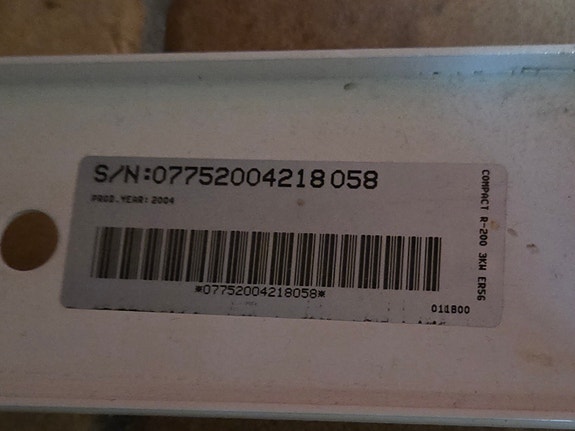 S/N:07752004218058
PROD.YEAR: 2004
*07752004218058*
011800
COMPACT R-200 3KW ER56